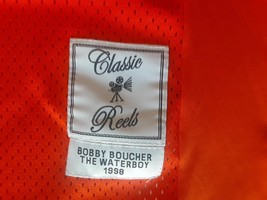 Classic
Reels
BOBBY BOUCHER
THE WATERBOY
1998